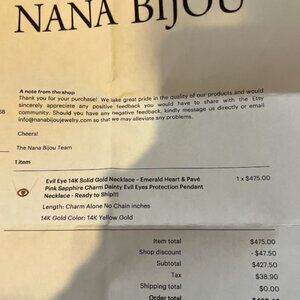 NANA BIJOU
A note from the shop
Thank you for your purchase! We take great pride in the quality of our products and would
sincerely appreciate any positive feedback you would have to share with the Etsy
community. Should you have any negative feedback, kindly message us directly or email
info@nanabijoujewelry.com so that we may alleviate any problems.
Cheers!
The Nana Bijou Team
1 item
Evil Eye 14K Solid Gold Necklace - Emerald Heart & Pavé 1 x $475.00
Pink Sapphire Charm Dainty Evil Eyes Protection Pendant
Necklace - Ready to Ship!!!
Length: Charm Alone No Chain inches
14K Gold Color: 14K Yellow Gold
Item total $475.00
Shop discount - $47.50
Subtotal $427.50
Tax $38.90
Shipping total $0.00
Order total